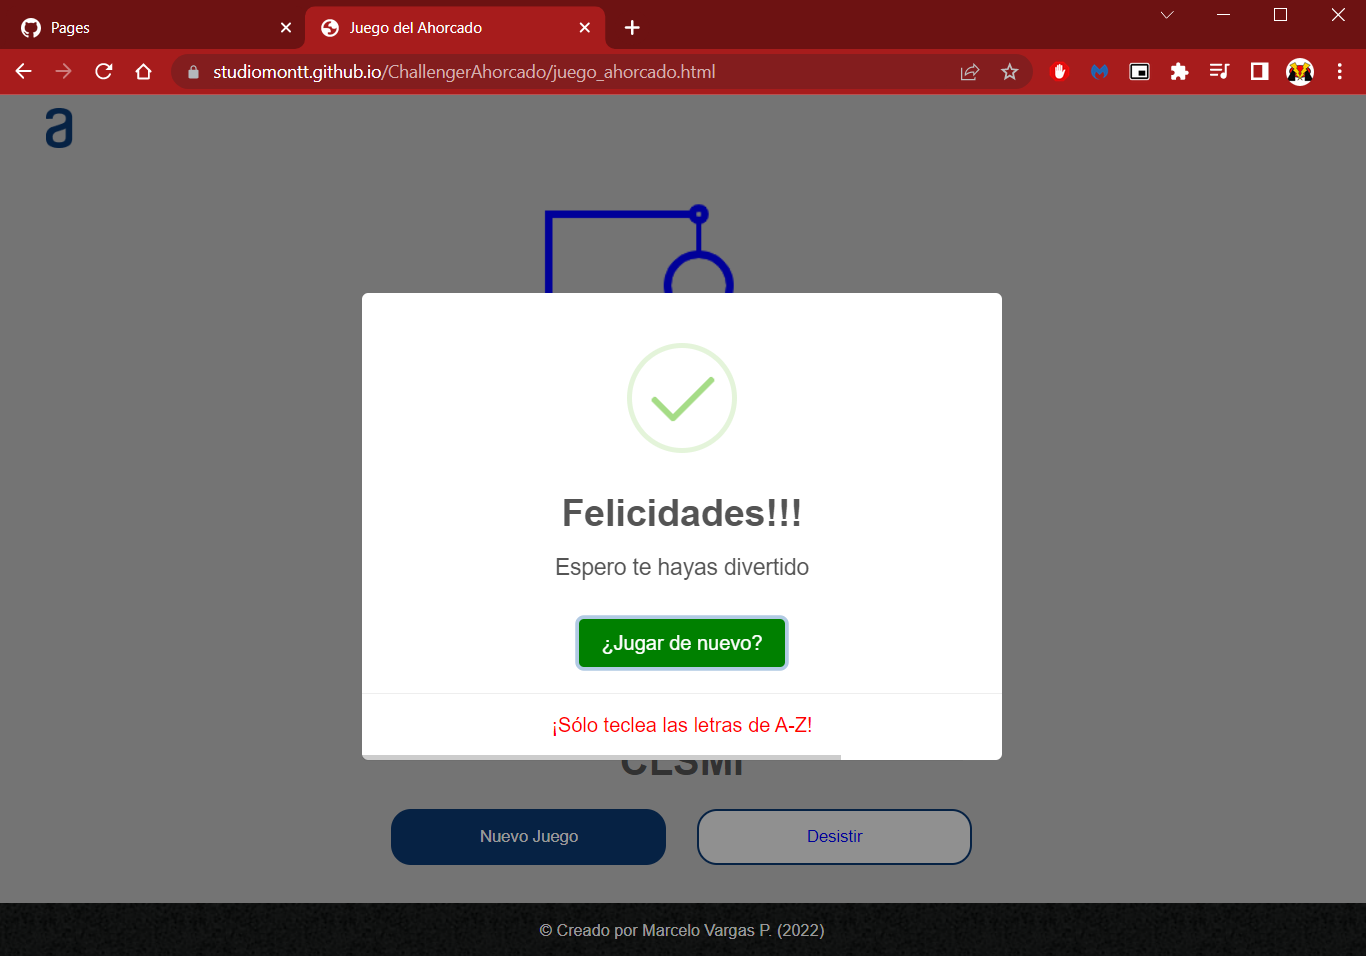 Pages
Juego del Ahorcado
studiomontt.github.io/ChallengerAhorcado/juego_ahorcado.html
a
Felicidades!!!
Espero te hayas divertido
¿Jugar de nuevo?
¡Sólo teclea las letras de A-Z!
Nuevo Juego
Desistir
© Creado por Marcelo Vargas P. (2022)